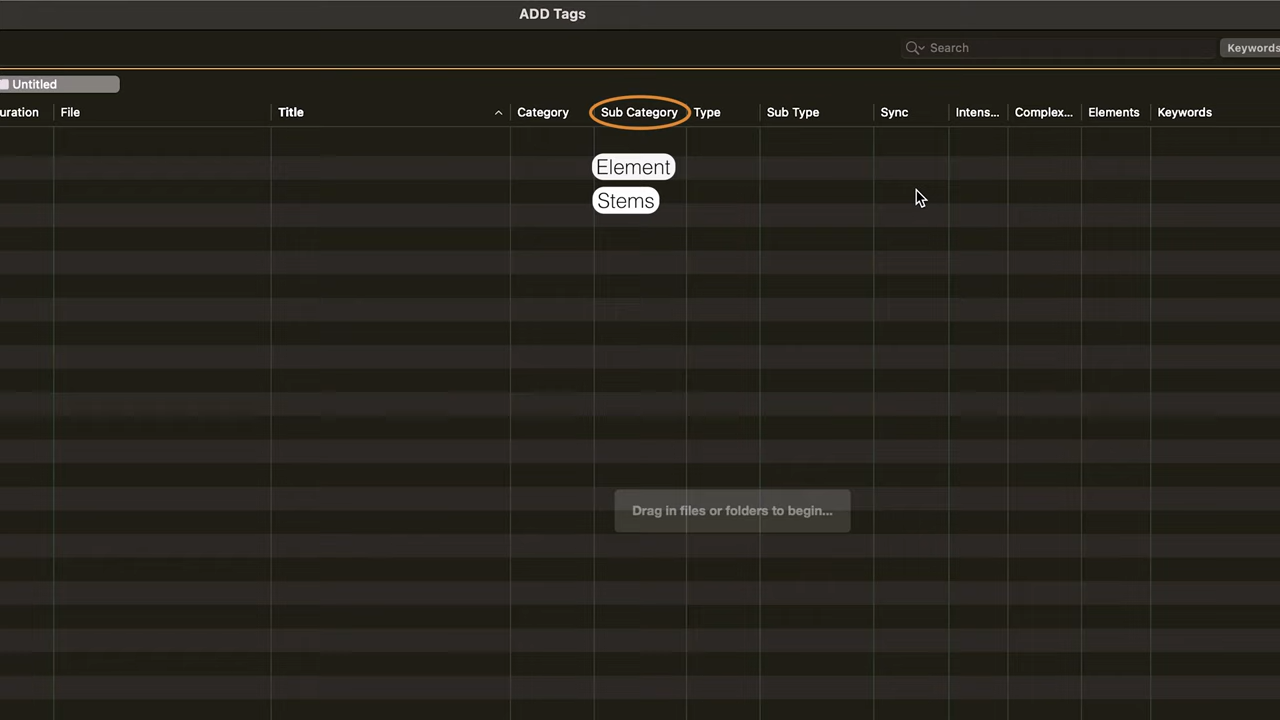 ADD Tags
Search
Keywords
Untitled
uration File Title Category Sub Category Type Sub Type Sync Intens... Complex... Elements Keywords
Element
Stems
Drag in files or folders to begin...